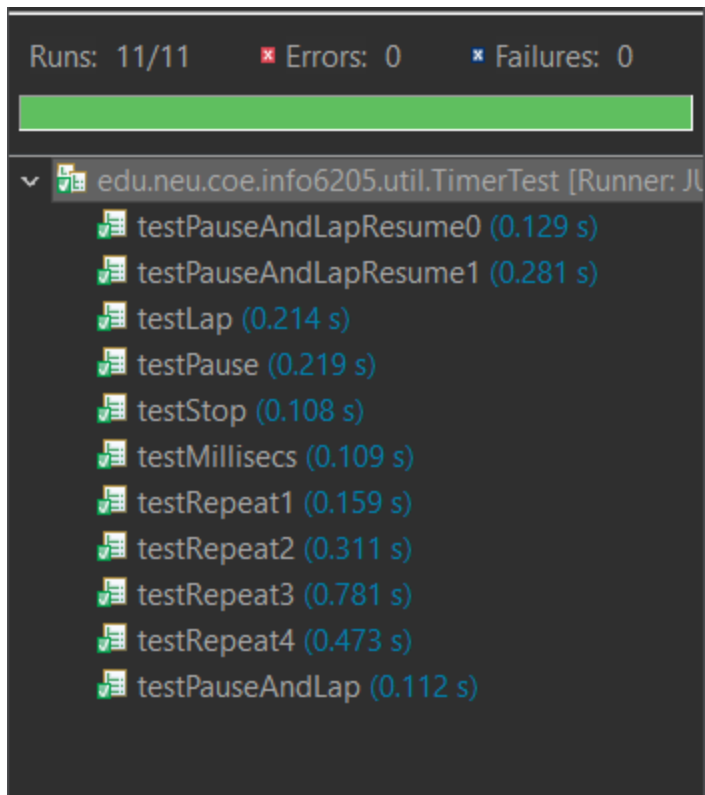 Runs: 11/11 Errors: 0 Failures: 0
edu.neu.coe.info6205.util.TimerTest [Runner: JU
testPauseAndLapResume0 (0.129 s)
testPauseAndLapResume1 (0.281 s)
testLap (0.214 s)
testPause (0.219 s)
testStop (0.108 s)
testMillisecs (0.109 s)
testRepeat1 (0.159 s)
testRepeat2 (0.311 s)
testRepeat3 (0.781 s)
testRepeat4 (0.473 s)
testPauseAndLap (0.112 s)